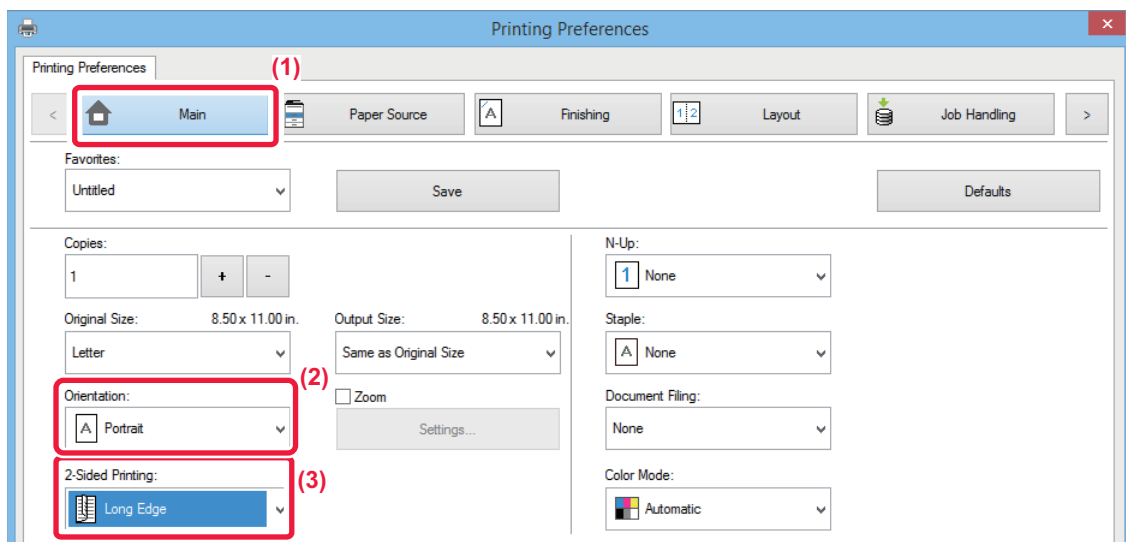 Printing Preferences
Printing Preferences
(1)
< Main Paper Source A Finishing 1 2 Layout Job Handling >
Favorites:
Untitled Save Defaults
Copies: N-Up:
1 + - 1 None
Original Size: 8.50 x 11.00 in. Output Size: 8.50 x 11.00 in. Staple:
Letter Same as Original Size A None
(2)
Orientation: Zoom Document Filing:
A Portrait Settings... None
2-Sided Printing: (3) Color Mode:
Long Edge Automatic